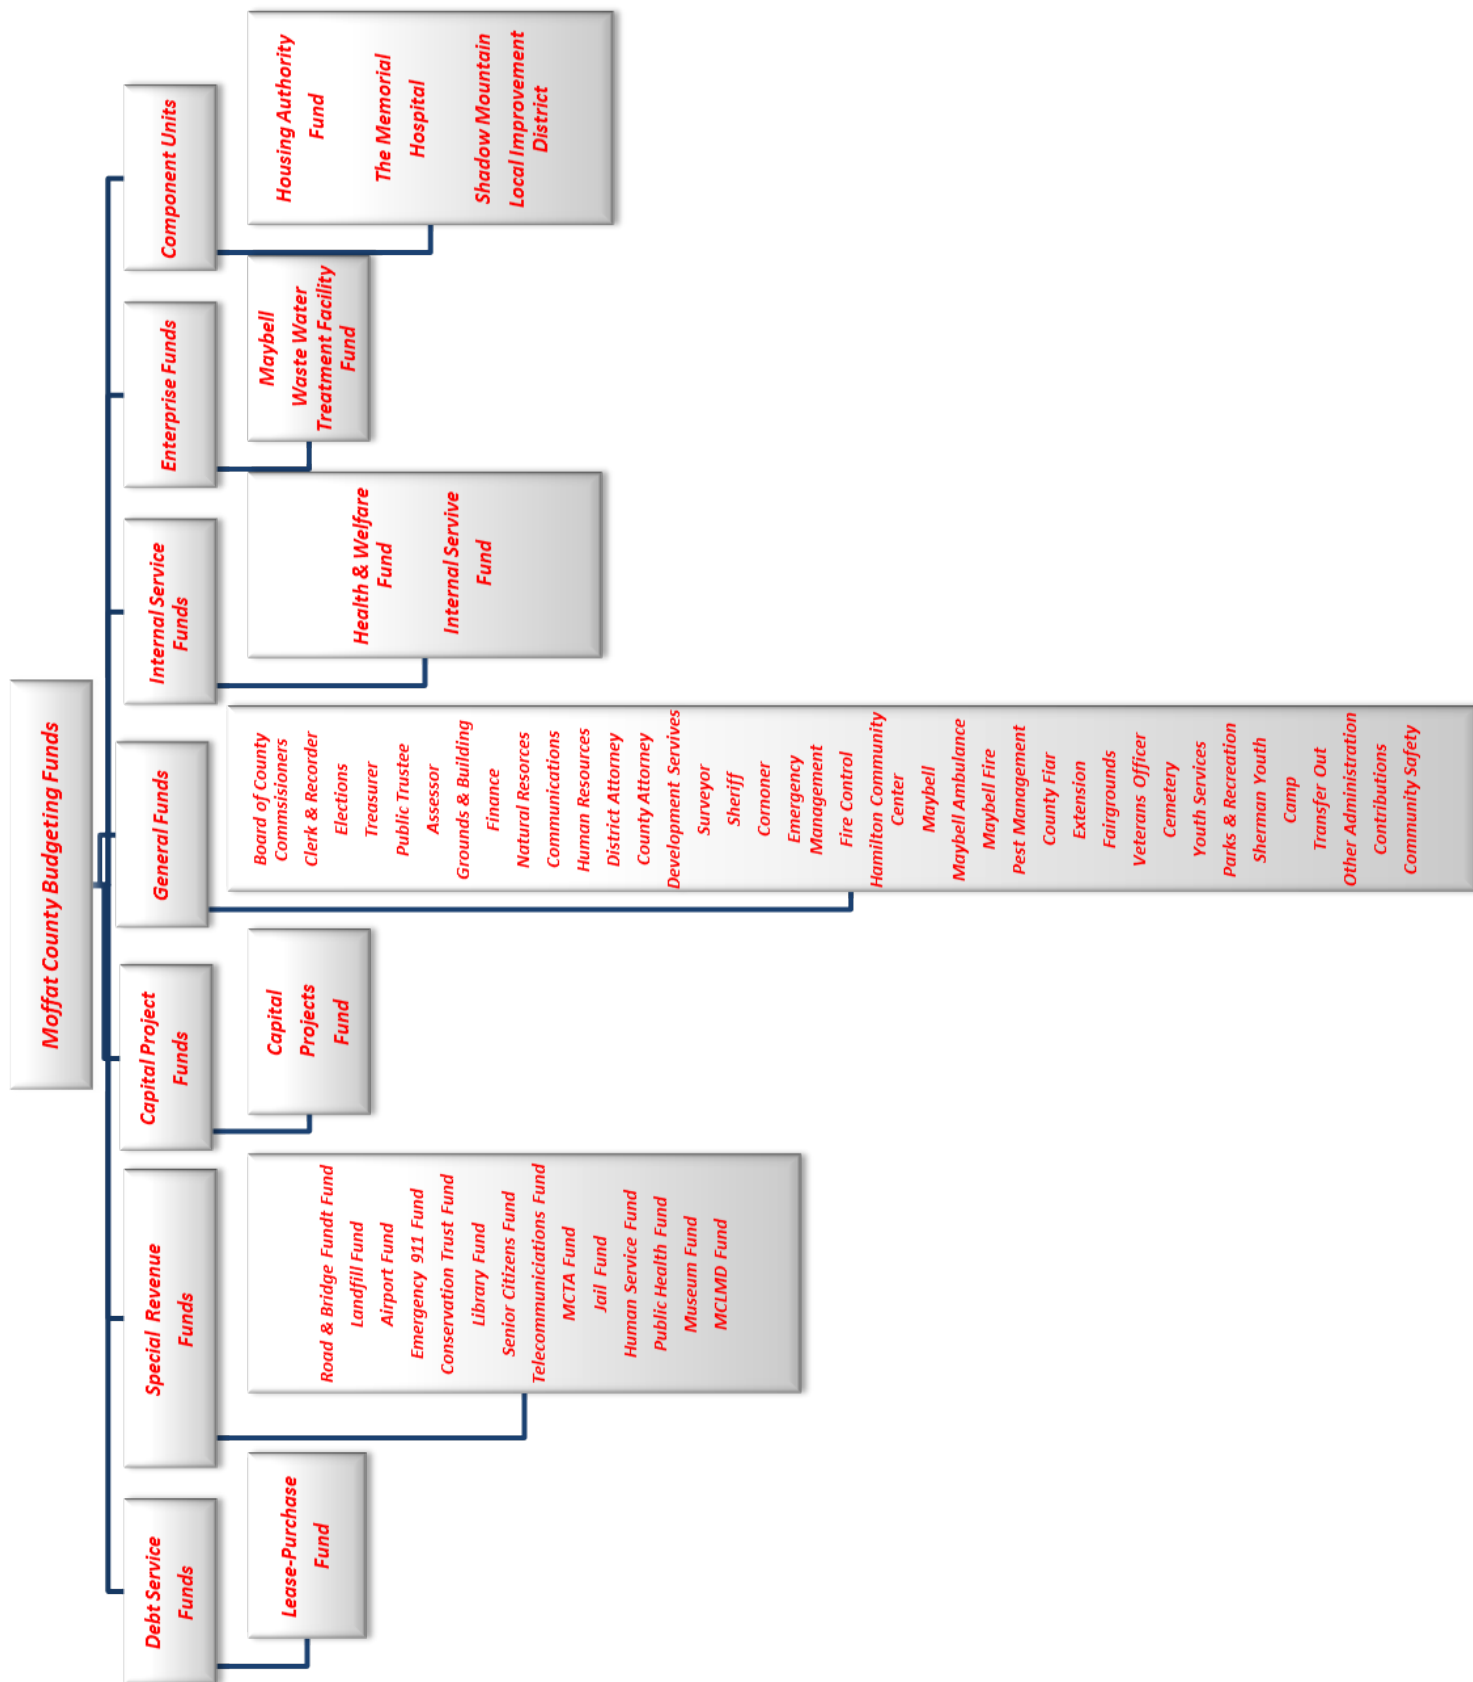 Moffat County Budgeting Funds
Debt Service
Funds
Lease-Purchase
Fund
Special Revenue
Funds
Road & Bridge Fundt Fund
Landfill Fund
Airport Fund
Emergency 911 Fund
Conservation Trust Fund
Library Fund
Senior Citizens Fund
Telecommuniciations Fund
MCTA Fund
Jail Fund
Human Service Fund
Public Health Fund
Museum Fund
MCLMD Fund
Capital Project
Funds
Capital
Projects
Fund
General Funds
Board of County
Commsisioners
Clerk & Recorder
Elections
Treasurer
Public Trustee
Assessor
Grounds & Building
Finance
Natural Resorces
Communications
Human Resources
District Attorney
County Attorney
Development Servives
Surveyor
Sheriff
Cornomer
Emergency
Management
Fire Control
Hamilton Community
Center
Maybell
Maybell Ambulance
Maybell Fire
Pest Management
County Fiar
Extension
Fairgrounds
Veterans Officer
Cemetery
Youth Services
Parks & Recreation
Sherman Youth
Camp
Transfer Out
Other Administration
Contributions
Community Safety
Internal Service
Funds
Health & Welfare
Fund
Internal Servive
Fund
Enterprise Funds
Maybell
Waste Water
Treatment Facility
Fund
Component Units
Housing Authority
Fund
The Memorial
Hospital
Shadow Mountain
Local Improvement
District